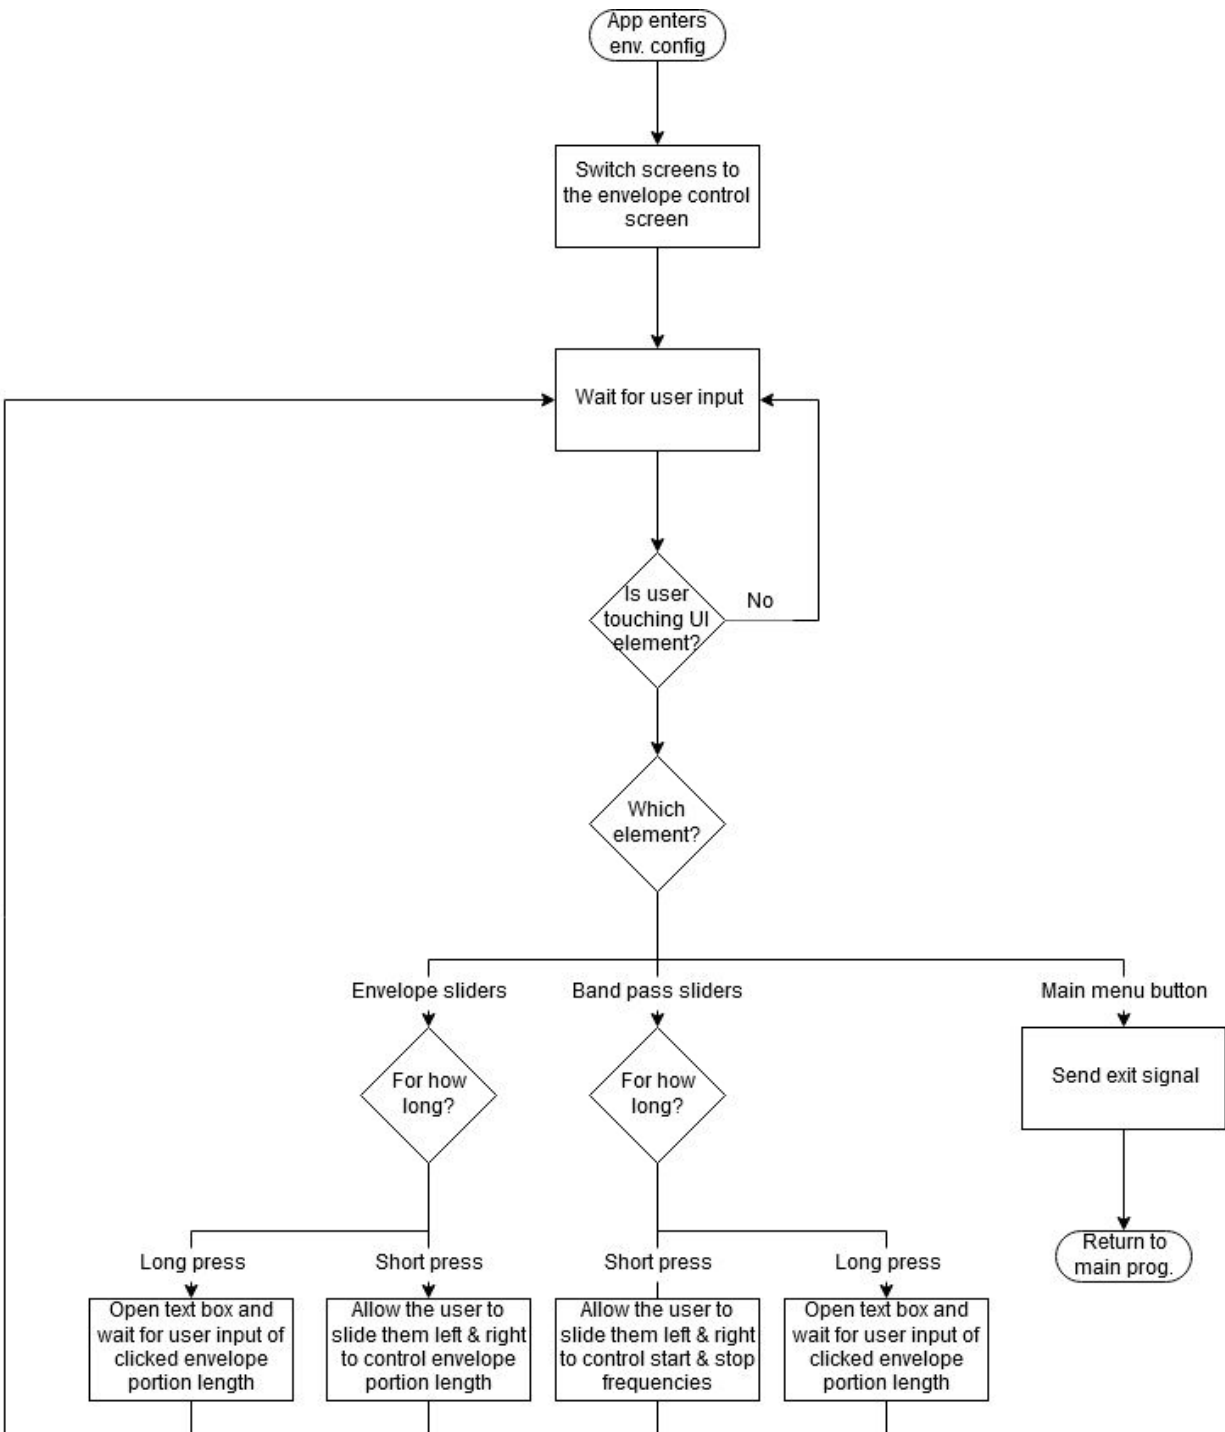 App enters
env. config
Switch screens to
the envelope control
screen
Wait for user input
Is user
touching UI
element?
No
Which
element?
Envelope sliders
Band pass sliders
Main menu button
For how
long?
For how
long?
Send exit signal
Long press
Short press
Short press
Long press
Return to
main prog.
Open text box and
wait for user input of
clicked envelope
portion length
Allow the user to
slide them left & right
to control envelope
portion length
Allow the user to
slide them left & right
to control start & stop
frequencies
Open text box and
wait for user input of
clicked envelope
portion length